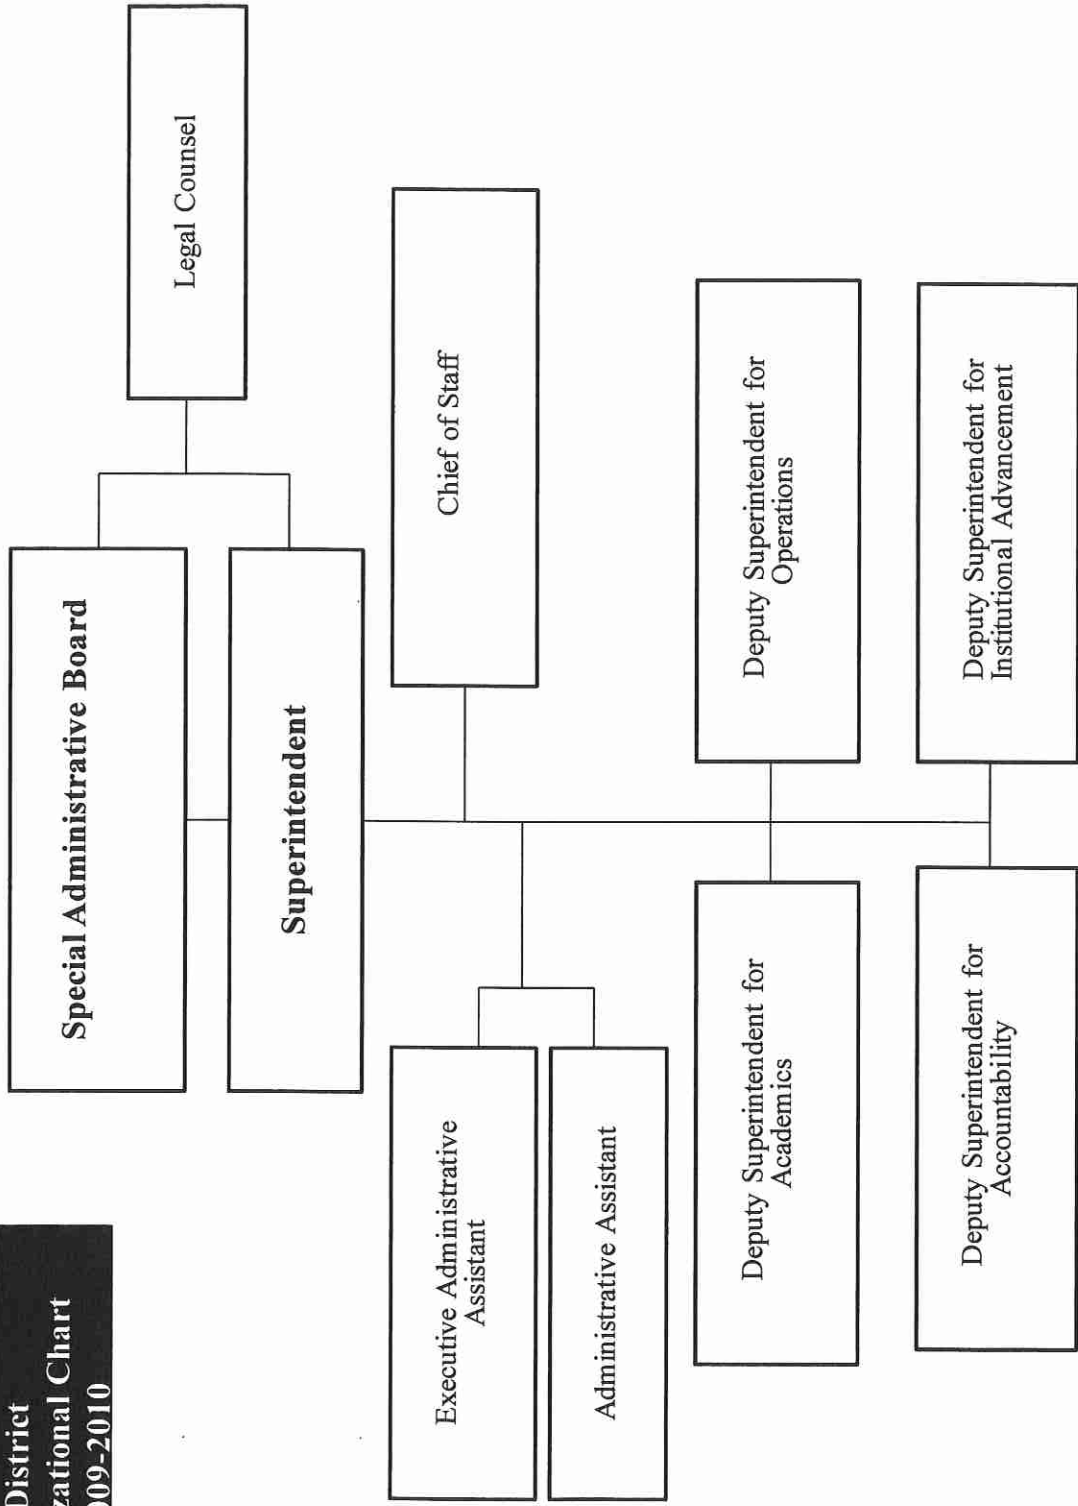 District
zational Chart
009-2010
Special Administrative Board
Legal Counsel
Superintendent
Chief of Staff
Executive Administrative
Assistant
Administrative Assistant
Deputy Superintendent for
Academics
Deputy Superintendent for
Operations
Deputy Superintendent for
Accountability
Deputy Superintendent for
Institutional Advancement